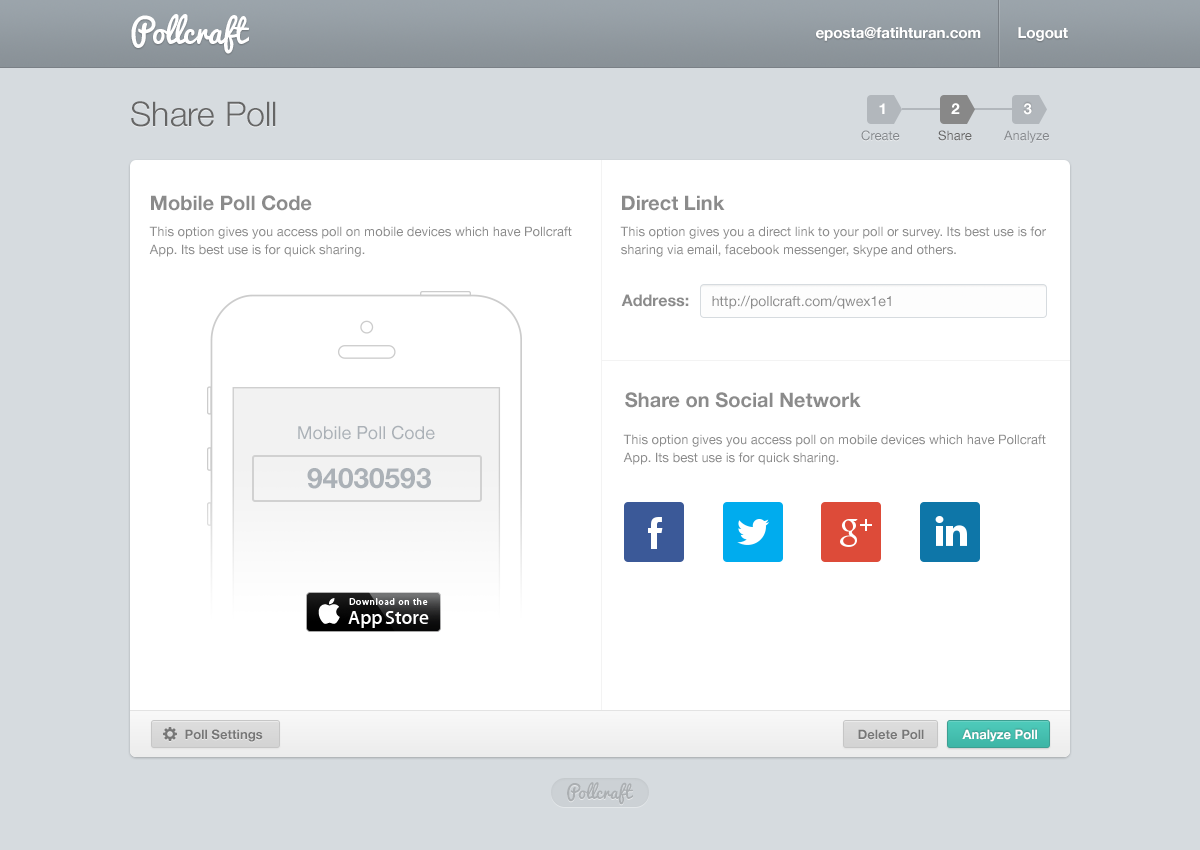 Pollcraft
eposta@fatihturan.com
Logout
Share Poll
1
2
3
Create
Share
Analyze
Mobile Poll Code
This option gives you access poll on mobile devices which have Pollcraft
App. Its best use is for quick sharing.
Mobile Poll Code
94030593
Download on the
App Store
Direct Link
This option gives you a direct link to your poll or survey. Its best use is for
sharing via email, facebook messenger, skype and others.
Address:
http://pollcraft.com/qwex1e1
Share on Social Network
This option gives you access poll on mobile devices which have Pollcraft
App. Its best use is for quick sharing.
f
g+
in
Poll Settings
Delete Poll
Analyze Poll
Pollcraft